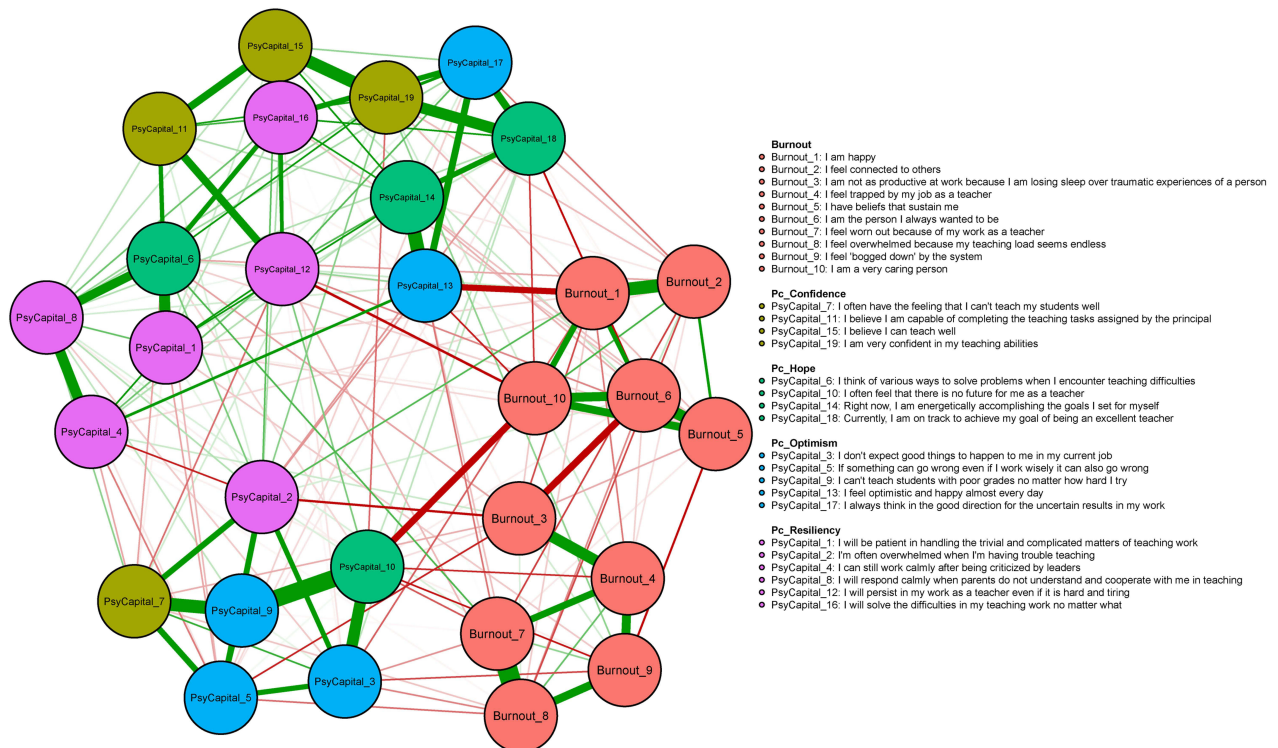 PsyCapital_15
PsyCapital_17
PsyCapital_19
PsyCapital_16
PsyCapital_11
PsyCapital_18
PsyCapital_14
PsyCapital_6
PsyCapital_12
PsyCapital_13
Burnout_2
Burnout_1
PsyCapital_8
PsyCapital_1
Burnout_6
Burnout_10
PsyCapital_4
Burnout_5
PsyCapital_2
Burnout_3
PsyCapital_10
Burnout_4
PsyCapital_7
PsyCapital_9
Burnout_7
Burnout_9
PsyCapital_3
PsyCapital_5
Burnout_8
Burnout
Burnout_1: I am happy
Burnout_2: I feel connected to others
Burnout_3: I am not as productive at work because I am losing sleep over traumatic experiences of a person
Burnout_4: I feel trapped by my job as a teacher
Burnout_5: I have beliefs that sustain me
Burnout_6: I am the person I always wanted to be
Burnout_7: I feel worn out because of my work as a teacher
Burnout_8: I feel overwhelmed because my teaching load seems endless
Burnout_9: I feel 'bogged down' by the system
Burnout_10: I am a very caring person
Pc_Confidence
PsyCapital_7: I often have the feeling that I can't teach my students well
PsyCapital_11: I believe I am capable of completing the teaching tasks assigned by the principal
PsyCapital_15: I believe I can teach well
PsyCapital_19: I am very confident in my teaching abilities
Pc_Hope
PsyCapital_6: I think of various ways to solve problems when I encounter teaching difficulties
PsyCapital_10: I often feel that there is no future for me as a teacher
PsyCapital_14: Right now, I am energetically accomplishing the goals I set for myself
PsyCapital_18: Currently, I am on track to achieve my goal of being an excellent teacher
Pc_Optimism
PsyCapital_3: I don't expect good things to happen to me in my current job
PsyCapital_5: If something can go wrong even if I work wisely it can also go wrong
PsyCapital_9: I can't teach students with poor grades no matter how hard I try
PsyCapital_13: I feel optimistic and happy almost every day
PsyCapital_17: I always think in the good direction for the uncertain results in my work
Pc_Resiliency
PsyCapital_1: I will be patient in handling the trivial and complicated matters of teaching work
PsyCapital_2: I'm often overwhelmed when I'm having trouble teaching
PsyCapital_4: I can still work calmly after being criticized by leaders
PsyCapital_8: I will respond calmly when parents do not understand and cooperate with me in teaching
PsyCapital_12: I will persist in my work as a teacher even if it is hard and tiring
PsyCapital_16: I will solve the difficulties in my teaching work no matter what